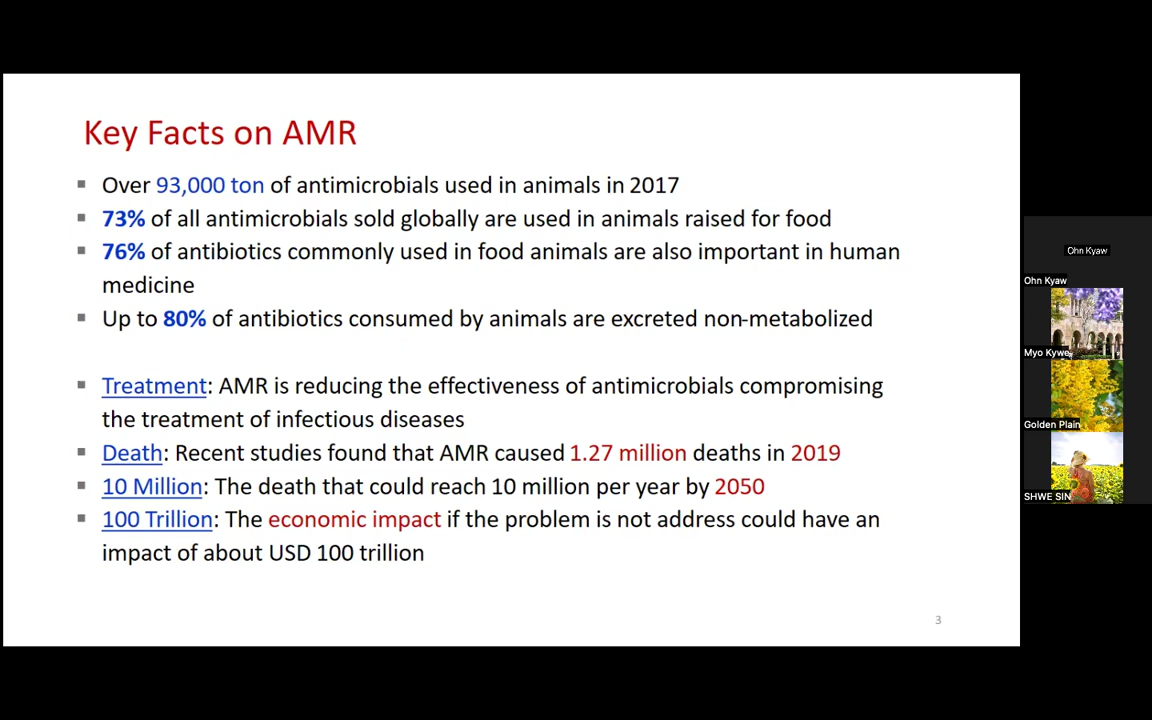 Key Facts on AMR
Over 93,000 ton of antimicrobials used in animals in 2017
73% of all antimicrobials sold globally are used in animals raised for food
76% of antibiotics commonly used in food animals are also important in human
medicine
Up to 80% of antibiotics consumed by animals are excreted non-metabolized
Treatment: AMR is reducing the effectiveness of antimicrobials compromising
the treatment of infectious diseases
Death: Recent studies found that AMR caused 1.27 million deaths in 2019
10 Million: The death that could reach 10 million per year by 2050
100 Trillion: The economic impact if the problem is not address could have an
impact of about USD 100 trillion
3
Ohn Kyaw
Ohn Kyaw
Myo Kywe
Golden Plain
SHWE SIN